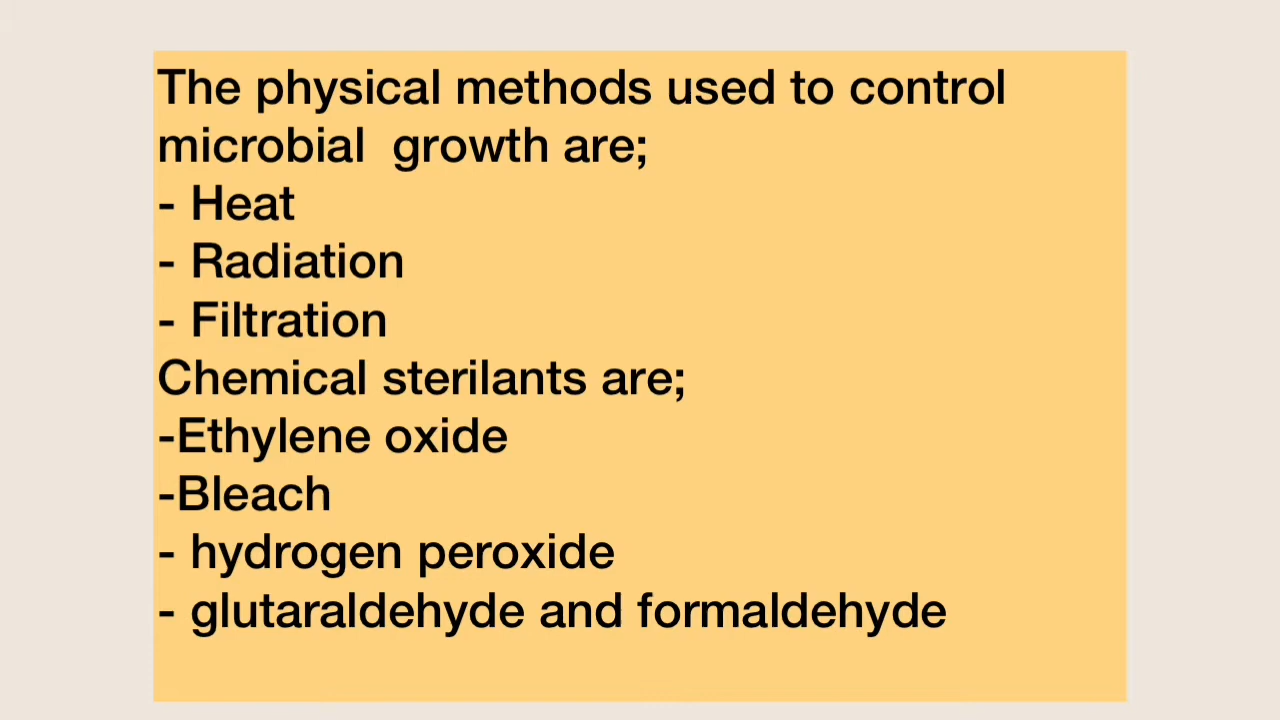 The physical methods used to control
microbial  growth are;
- Heat
- Radiation
- Filtration
Chemical sterilants are;
-Ethylene oxide
-Bleach
- hydrogen peroxide
- glutaraldehyde and formaldehyde